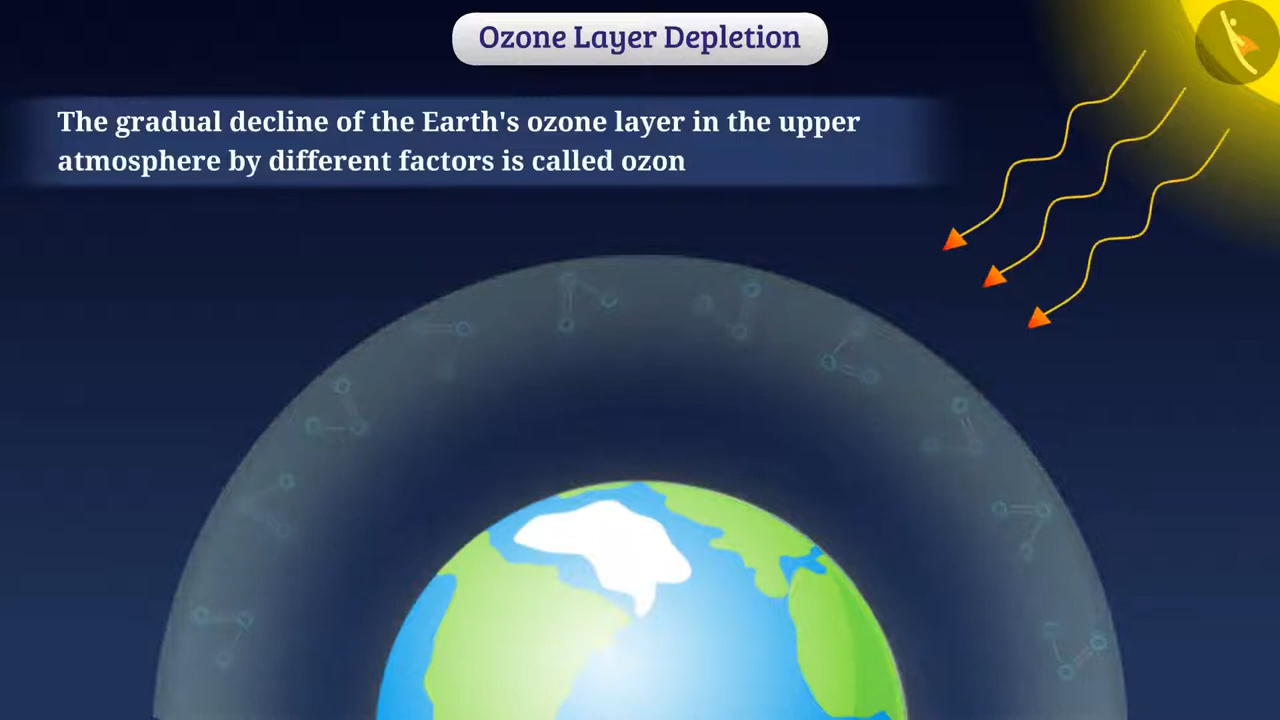 Ozone Layer Depletion
The gradual decline of the Earth's ozone layer in the upper
atmosphere by different factors is called ozon